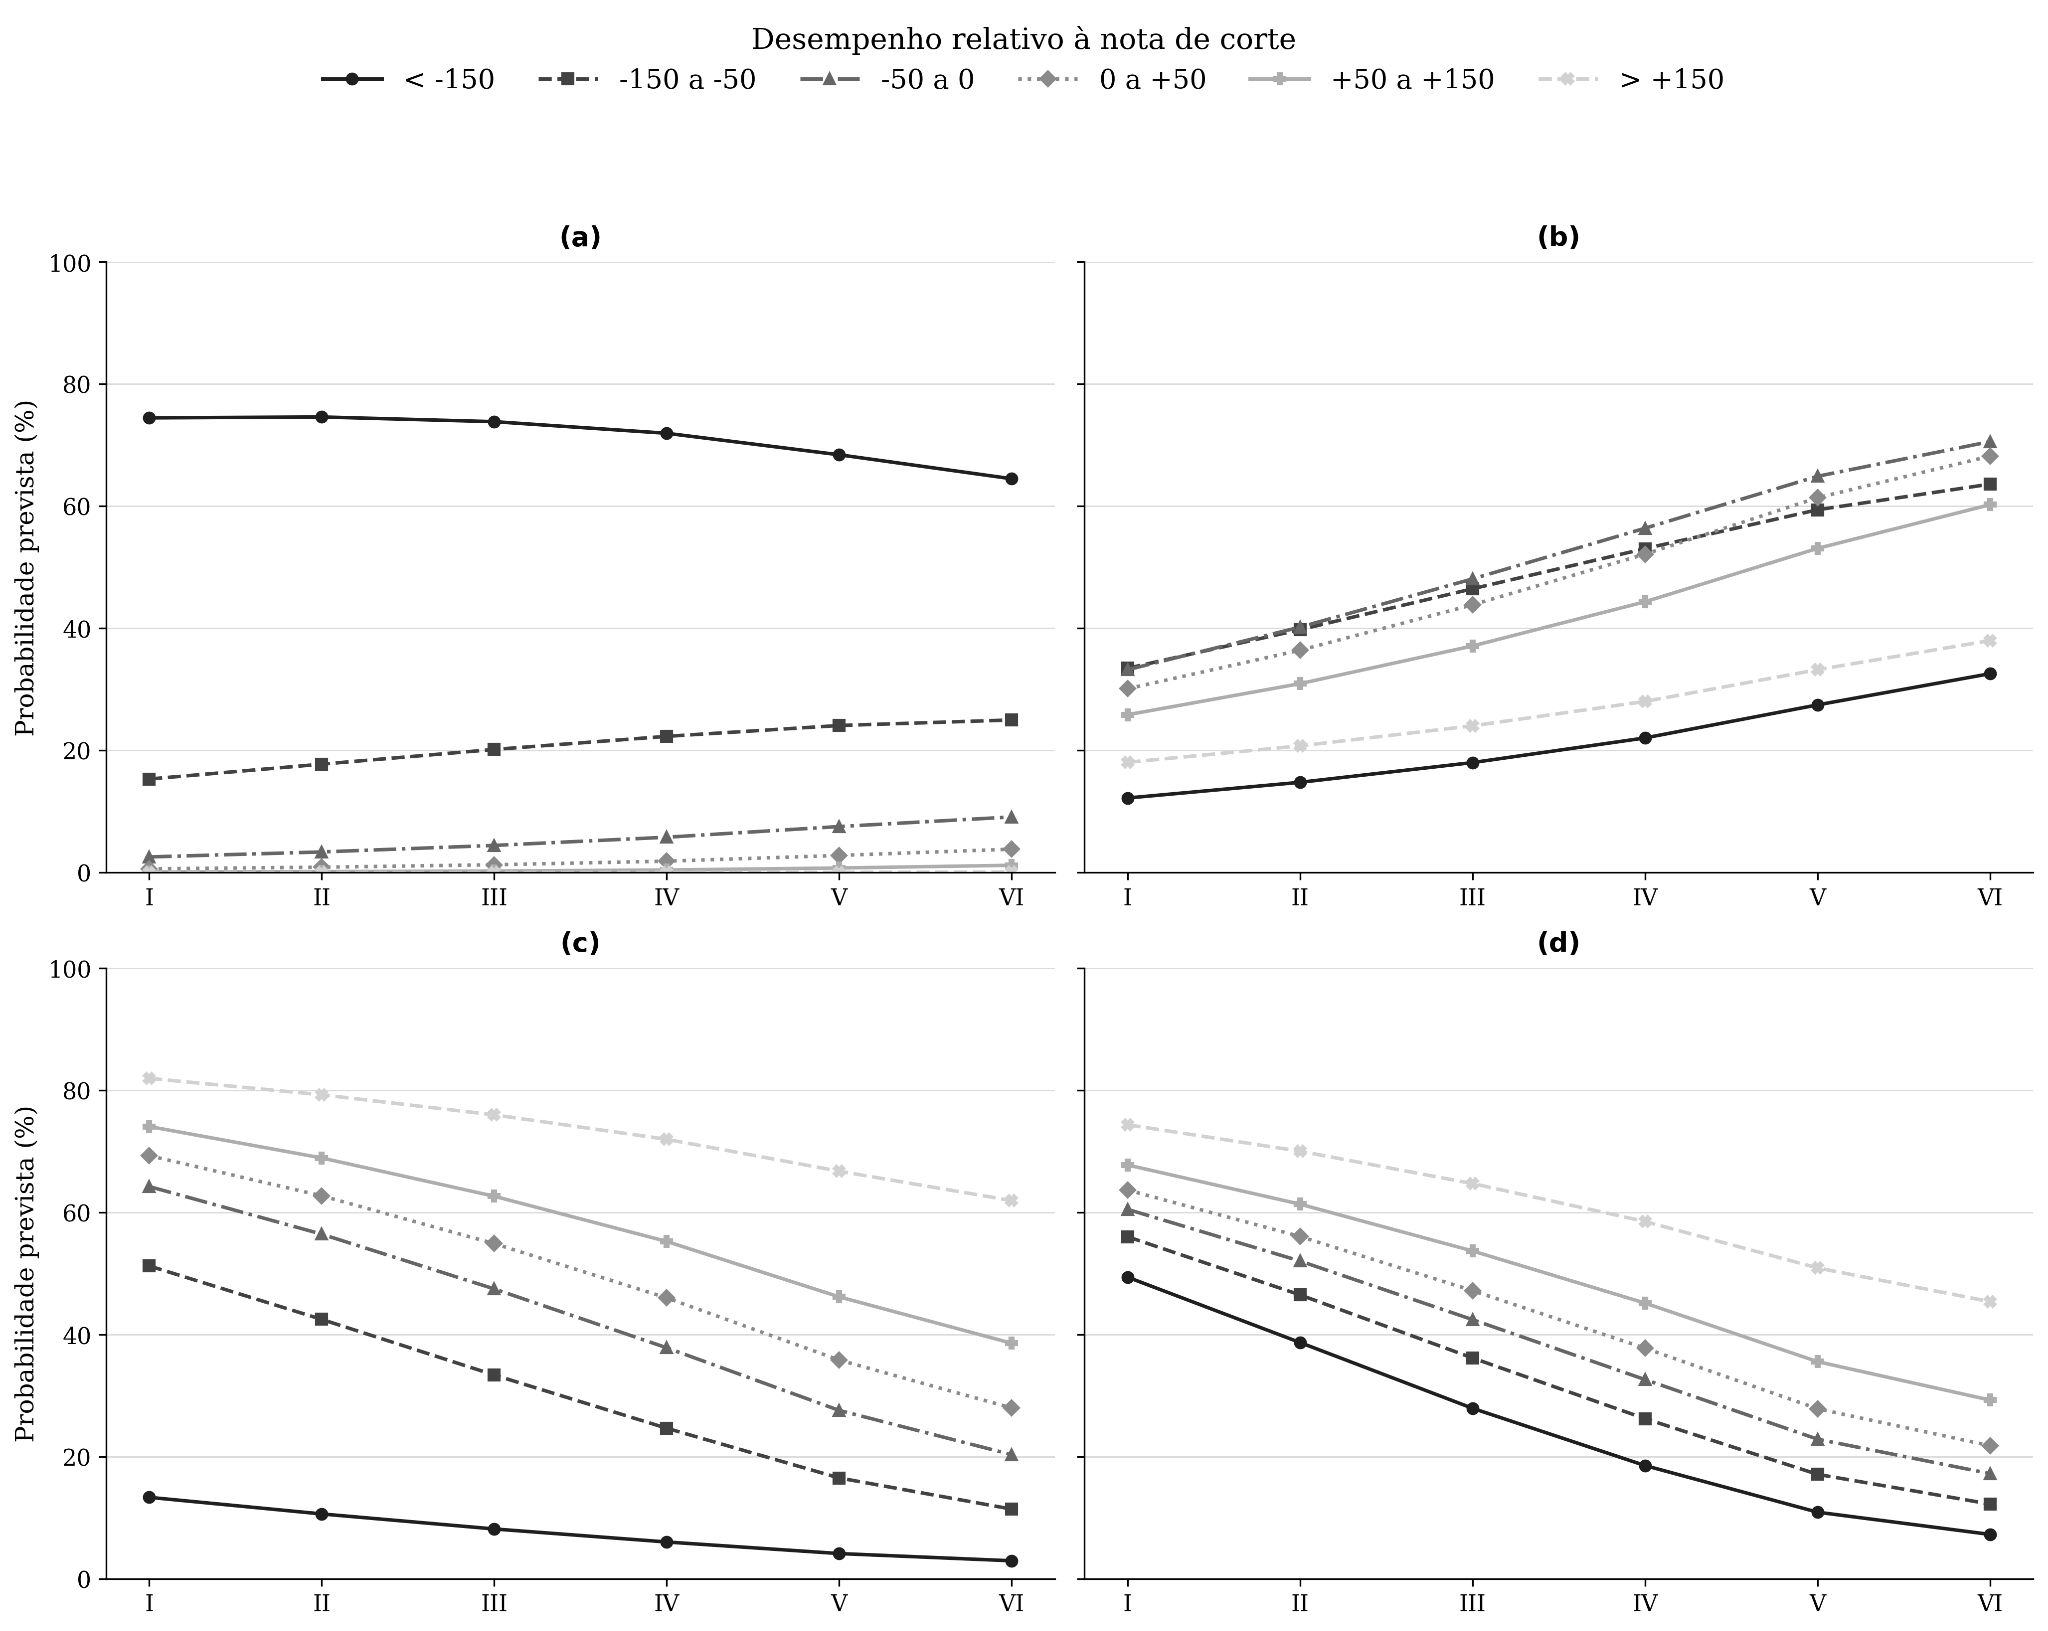 Desempenho relativo à nota de corte
< -150 -150 a -50 -50 a 0 0 a +50 +50 a +150 > +150
(a) (b)
Probabilidade prevista (%)
100
80
60
40
20
0
I II III IV V VI
I II III IV V VI
(c) (d)
Probabilidade prevista (%)
100
80
60
40
20
0
I II III IV V VI
I II III IV V VI